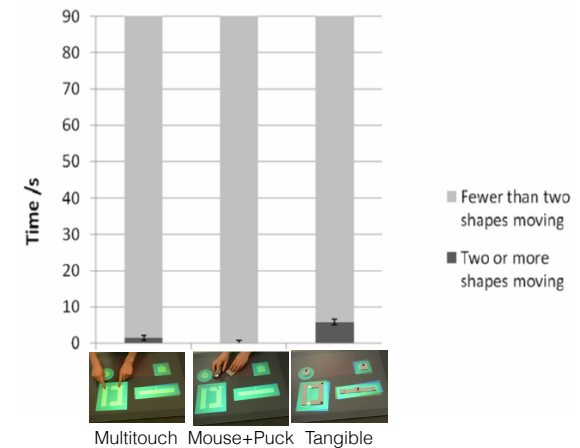 90
80
70
60
50
40
30
20
10
0
Time /s
Fewer than two
shapes moving
Two or more
shapes moving
Multitouch Mouse+Puck Tangible